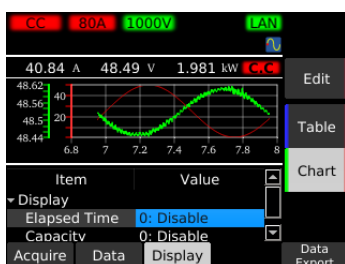 CC 80A 1000V LAN
40.84 A 48.49 V 1.981 kW C.C
Edit
48.62
48.56 40
48.5 20
48.44
6.8 7 7.2 7.4 7.6 7.8 8
Table
Chart
Item Value
Display
Elapsed Time 0: Disable
Capacity 0: Disable
Acquire Data Display
Data
Export